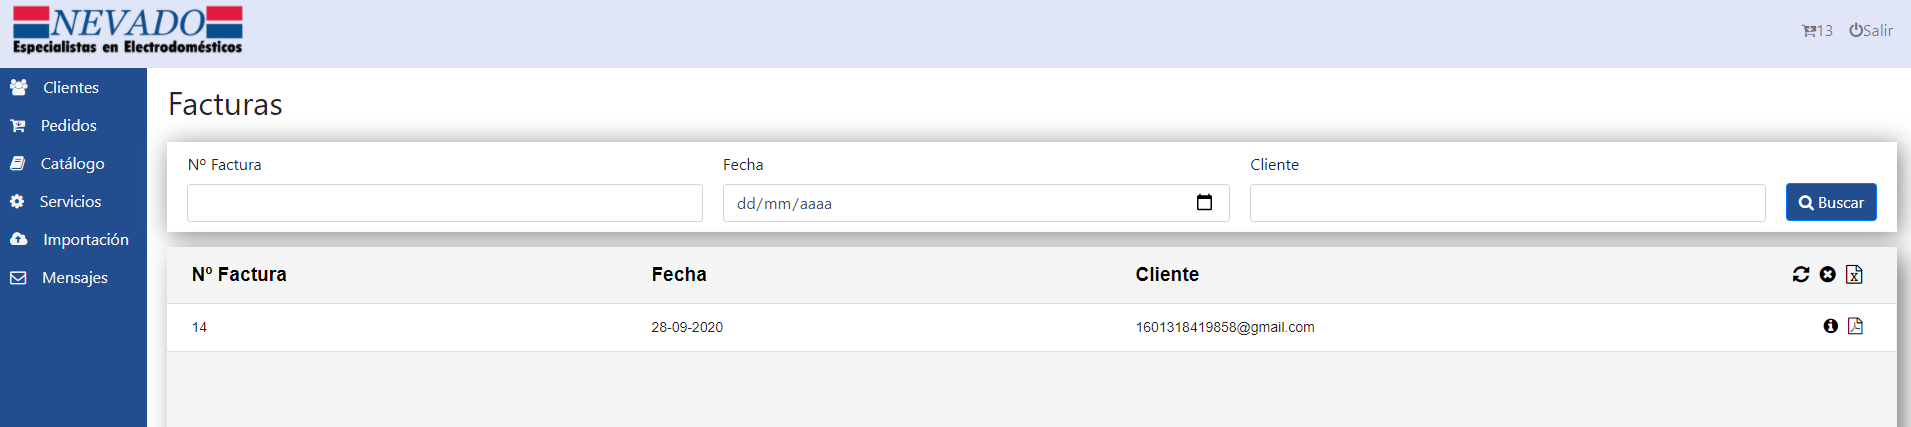 NEVADO
Especialistas en Electrodomésticos
13 Salir
Clientes
Pedidos
Catálogo
Servicios
Importación
Mensajes
Facturas
Nº Factura Fecha Cliente
dd/mm/aaaa Buscar
Nº Factura Fecha Cliente
14 28-09-2020 1601318419858@gmail.com